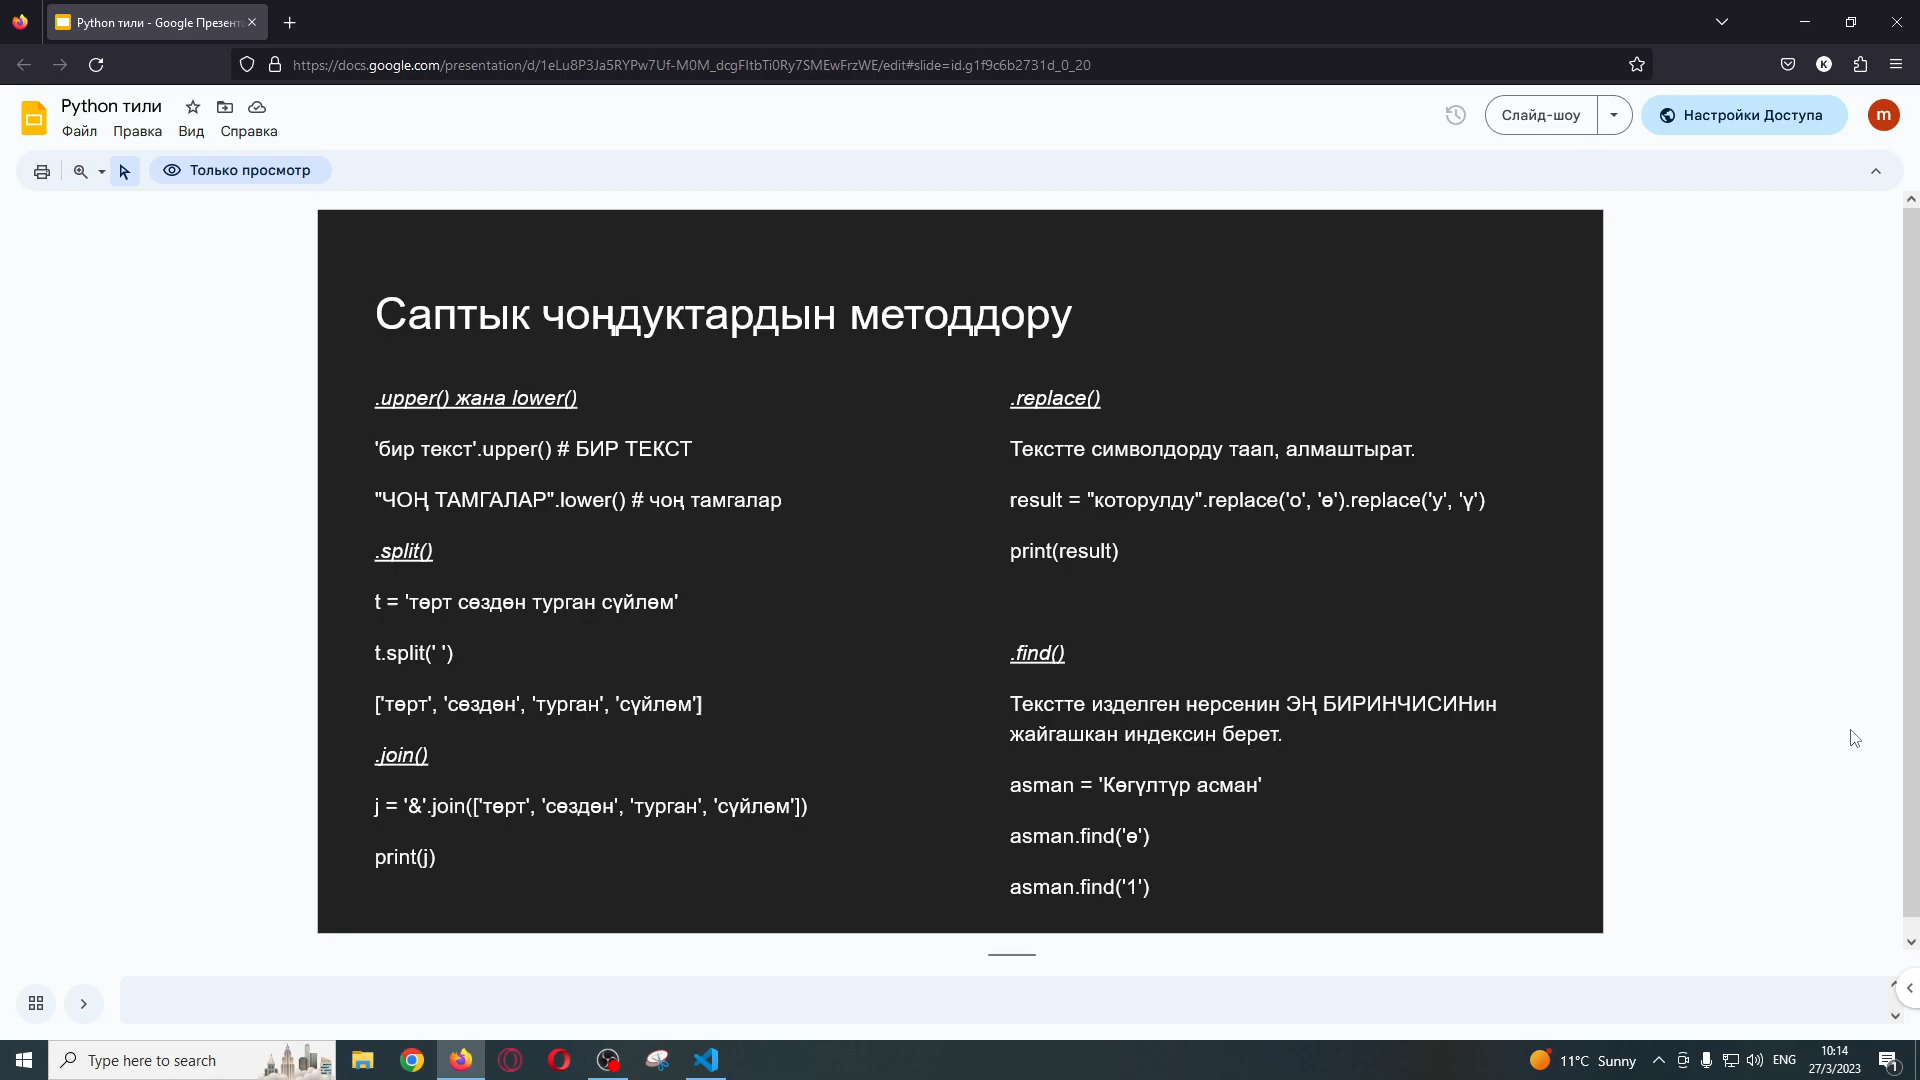 Python тили - Google Презент
https://docs.google.com/presentation/d/1eLu8P3Ja5RYPw7Uf-M0M_dcgFItbTi0Ry7SMEwFrzWE/edit#slide=id.g1f9c6b2731d_0_20
K
Python тили
Файл Правка Вид Справка
Слайд-шоу
Настройки Доступа
m
Только просмотр
Саптык чоңдуктардын методдору
.upper() жана lower()
'бир текст'.upper() # БИР ТЕКСТ
"ЧОҢ ТАМГАЛАР".lower() # чоң тамгалар
.split()
t = 'төрт сөздөн турган сүйлөм'
t.split(' ')
['төрт', 'сөздөн', 'турган', 'сүйлөм']
.join()
j = '&'.join(['төрт', 'сөздөн', 'турган', 'сүйлөм'])
print(j)
.replace()
Текстте символдорду таап, алмаштырат.
result = "которулду".replace('о', 'ө').replace('у', 'ү')
print(result)
.find()
Текстте изделген нерсенин ЭҢ БИРИНЧИСИНин
жайгашкан индексин берет.
asman = 'Көгүлтүр асман'
asman.find('ө')
asman.find('1')
Type here to search
11°C Sunny
ENG
10:14
27/3/2023
1